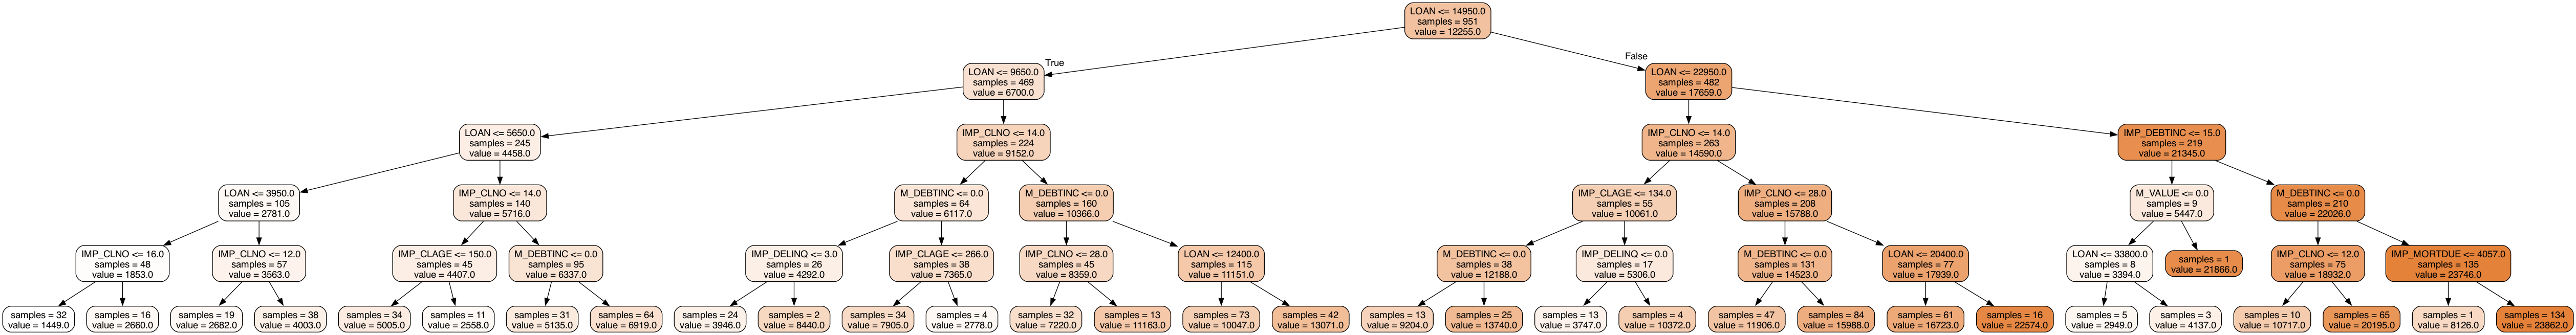 LOAN <= 14950.0
samples = 951
value = 12255.0
True
False
LOAN <= 9650.0
samples = 469
value = 6700.0
LOAN <= 22950.0
samples = 482
value = 17659.0
LOAN <= 5650.0
samples = 245
value = 4458.0
IMP_CLNO <= 14.0
samples = 224
value = 9152.0
IMP_CLNO <= 14.0
samples = 263
value = 14590.0
IMP_DEBTINC <= 15.0
samples = 219
value = 21345.0
LOAN <= 3950.0
samples = 105
value = 2781.0
IMP_CLNO <= 14.0
samples = 140
value = 5716.0
M_DEBTINC <= 0.0
samples = 64
value = 6117.0
M_DEBTINC <= 0.0
samples = 160
value = 10366.0
IMP_CLAGE <= 134.0
samples = 55
value = 10061.0
IMP_CLNO <= 28.0
samples = 208
value = 15788.0
M_VALUE <= 0.0
samples = 9
value = 5447.0
M_DEBTINC <= 0.0
samples = 210
value = 22026.0
IMP_CLNO <= 16.0
samples = 48
value = 1853.0
IMP_CLNO <= 12.0
samples = 57
value = 3563.0
IMP_CLAGE <= 150.0
samples = 45
value = 4407.0
M_DEBTINC <= 0.0
samples = 95
value = 6337.0
IMP_DELINQ <= 3.0
samples = 26
value = 4292.0
IMP_CLAGE <= 266.0
samples = 38
value = 7365.0
IMP_CLNO <= 28.0
samples = 45
value = 8359.0
LOAN <= 12400.0
samples = 115
value = 11151.0
M_DEBTINC <= 0.0
samples = 38
value = 12188.0
IMP_DELINQ <= 0.0
samples = 17
value = 5306.0
M_DEBTINC <= 0.0
samples = 131
value = 14523.0
LOAN <= 20400.0
samples = 77
value = 17939.0
LOAN <= 33800.0
samples = 8
value = 3394.0
samples = 1
value = 21866.0
IMP_CLNO <= 12.0
samples = 75
value = 18932.0
IMP_MORTDUE <= 4057.0
samples = 135
value = 23746.0
samples = 32
value = 1449.0
samples = 16
value = 2660.0
samples = 19
value = 2682.0
samples = 38
value = 4003.0
samples = 34
value = 5005.0
samples = 11
value = 2558.0
samples = 31
value = 5135.0
samples = 64
value = 6919.0
samples = 24
value = 3946.0
samples = 2
value = 8440.0
samples = 34
value = 7905.0
samples = 4
value = 2778.0
samples = 32
value = 7220.0
samples = 13
value = 11163.0
samples = 73
value = 10047.0
samples = 42
value = 13071.0
samples = 13
value = 9204.0
samples = 25
value = 13740.0
samples = 13
value = 3747.0
samples = 4
value = 10372.0
samples = 47
value = 11906.0
samples = 84
value = 15988.0
samples = 61
value = 16723.0
samples = 16
value = 22574.0
samples = 5
value = 2949.0
samples = 3
value = 4137.0
samples = 10
value = 10717.0
samples = 65
value = 20195.0
samples = 1
value = 8126.0
samples = 134
value = 23862.0